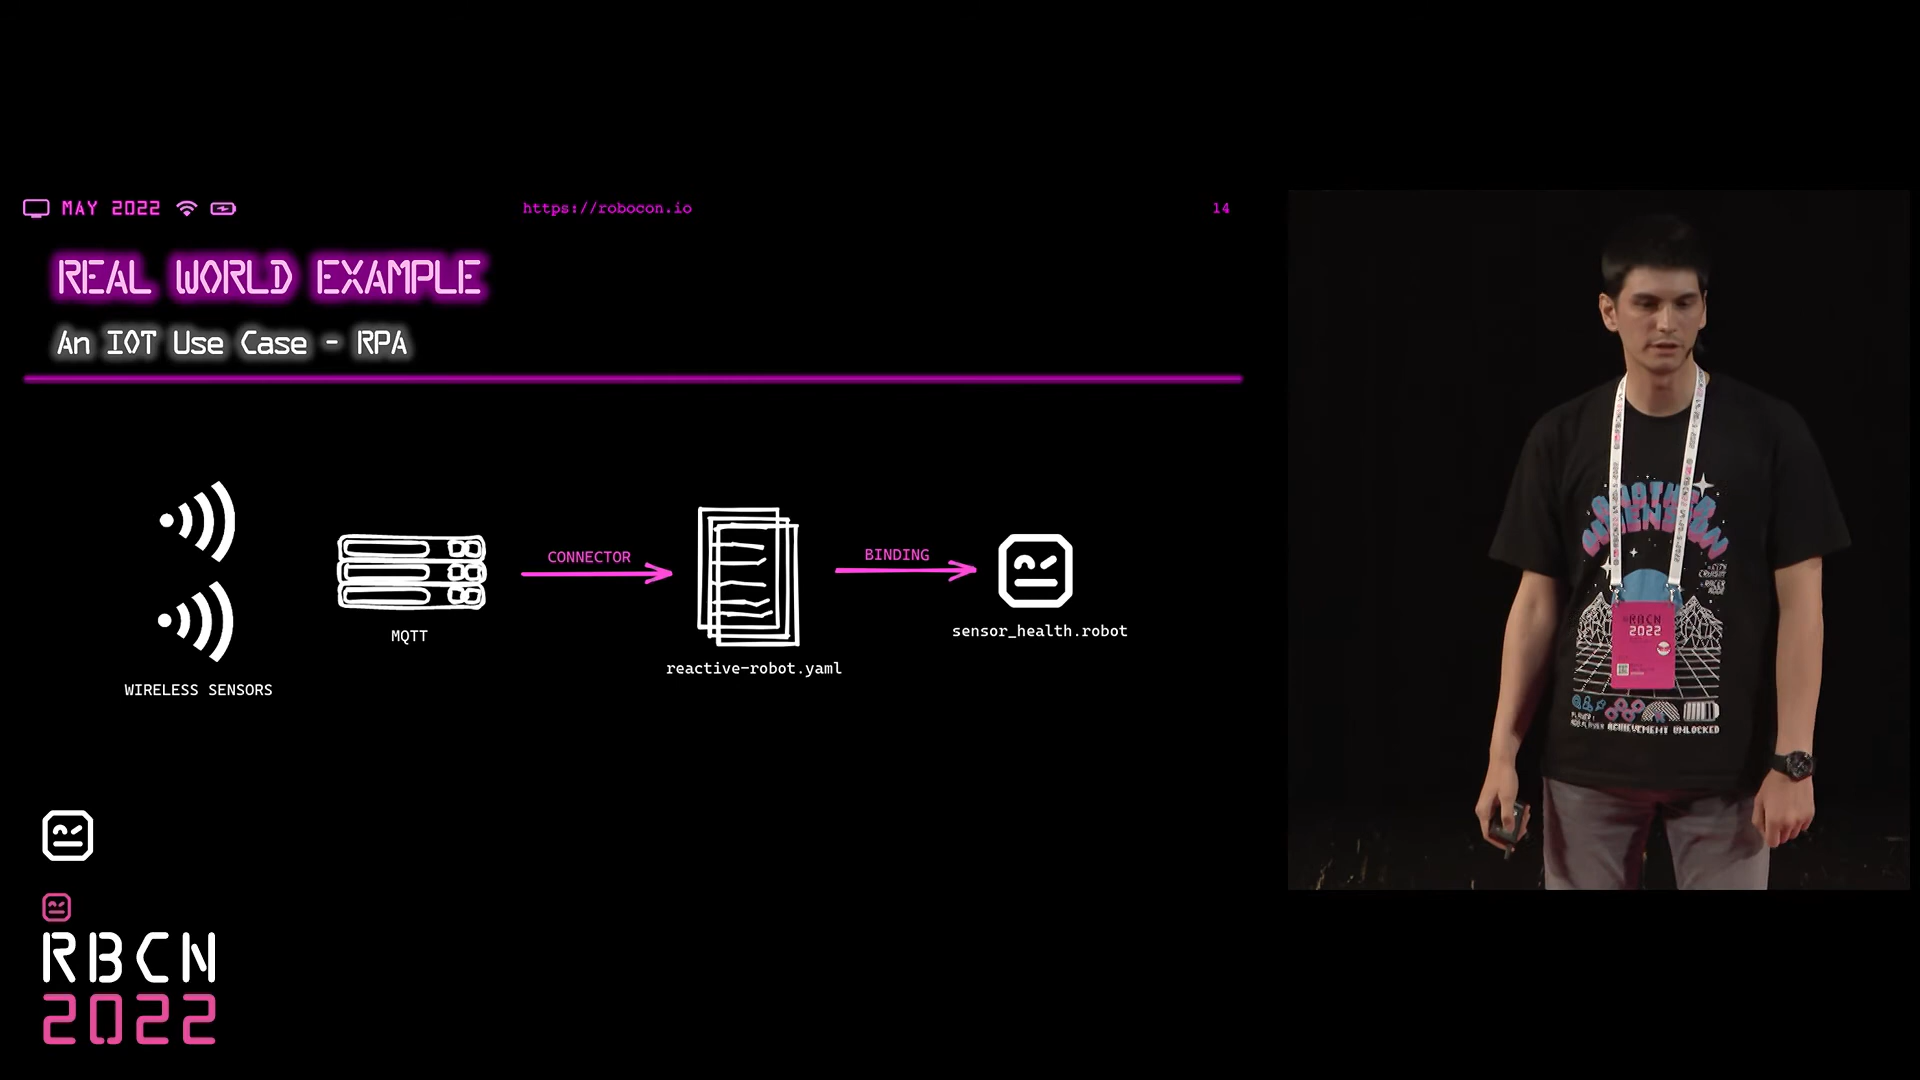 MAY 2022
https://robocon.io
14
REAL WORLD EXAMPLE
An IOT Use Case - RPA
CONNECTOR
BINDING
MQTT
sensor_health.robot
reactive-robot.yaml
WIRELESS SENSORS
RBCN
2022
RBCN
2022
ACHIEVEMENT UNLOCKED